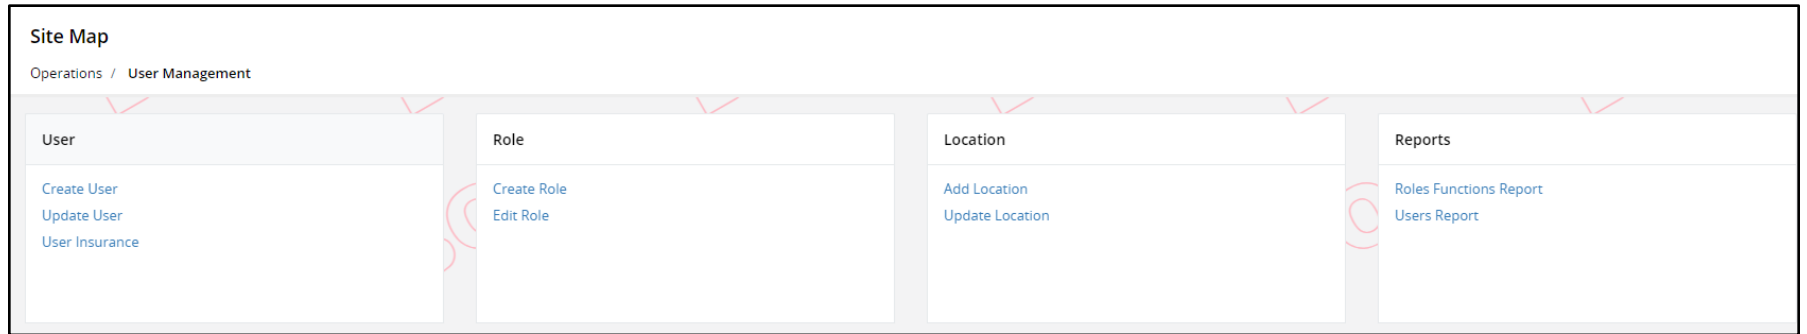 Site Map
Operations / User Management
User
Create User
Update User
User Insurance
Role
Create Role
Edit Role
Location
Add Location
Update Location
Reports
Roles Functions Report
Users Report